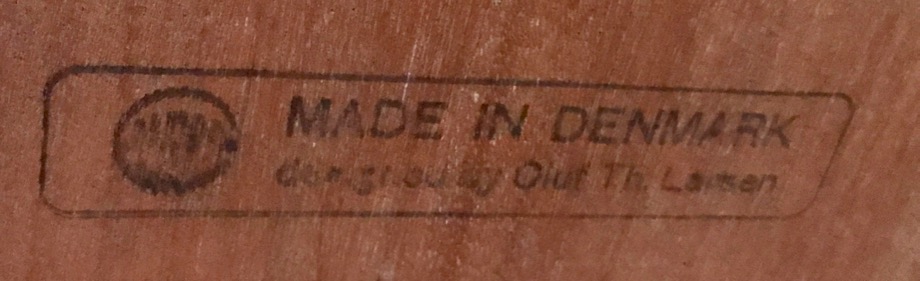 MADE IN DENMARK
designed by Oluf Th. Larsen